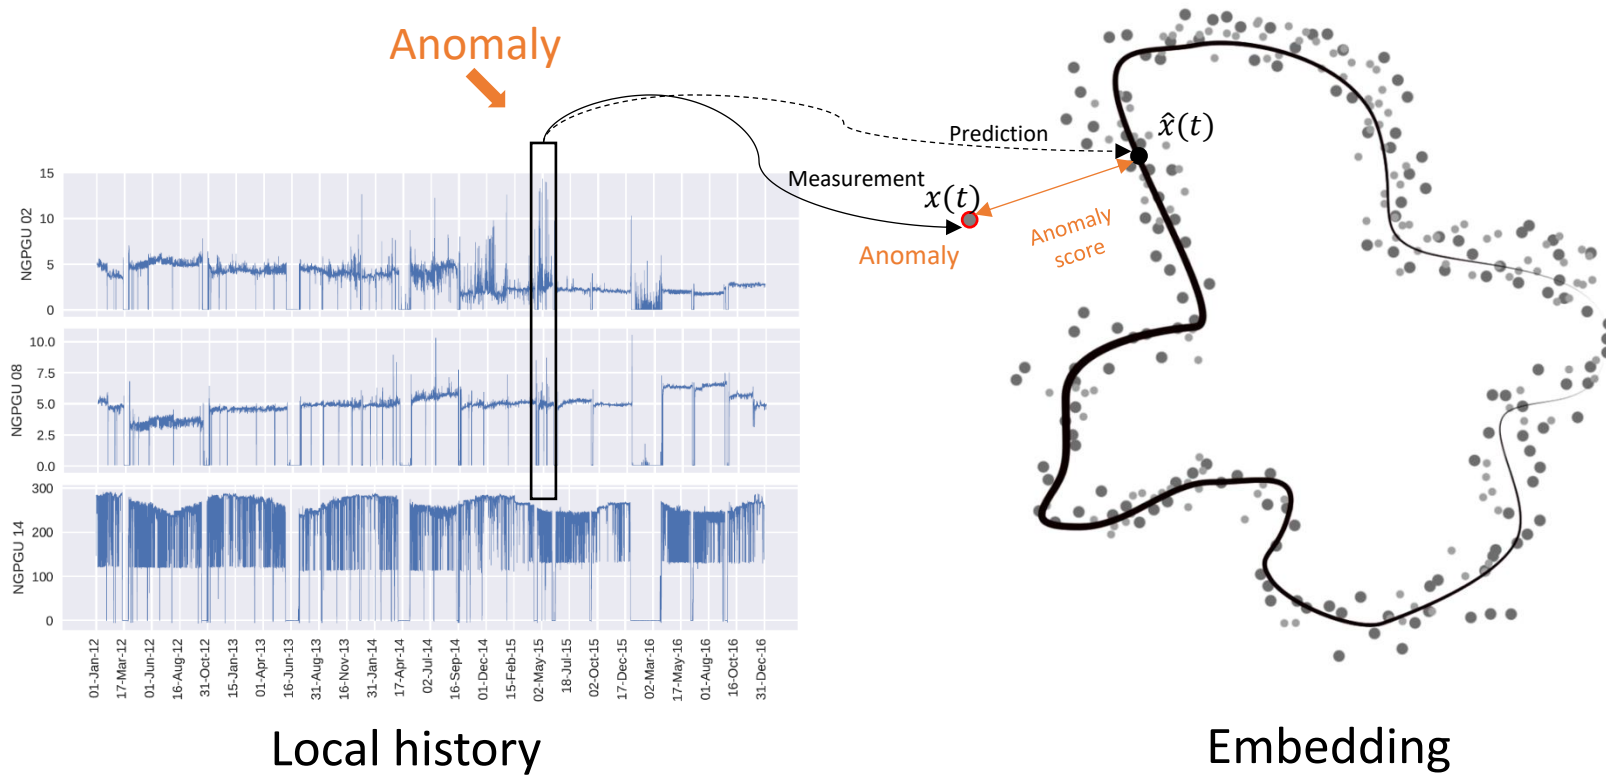 Anomaly
Prediction
x̂(t)
Measurement
x(t)
Anomaly
Anomaly
score
NGPGU 02
15
10
5
0
NGPGU 08
10.0
7.5
5.0
2.5
0.0
NGPGU 14
300
200
100
0
01-Jan-12
17-Mar-12
01-Jun-12
16-Aug-12
31-Oct-12
15-Jan-13
01-Apr-13
16-Jun-13
31-Aug-13
16-Nov-13
31-Jan-14
17-Apr-14
02-Jul-14
16-Sep-14
01-Dec-14
15-Feb-15
02-May-15
18-Jul-15
02-Oct-15
17-Dec-15
02-Mar-16
17-May-16
01-Aug-16
16-Oct-16
31-Dec-16
Local history
Embedding